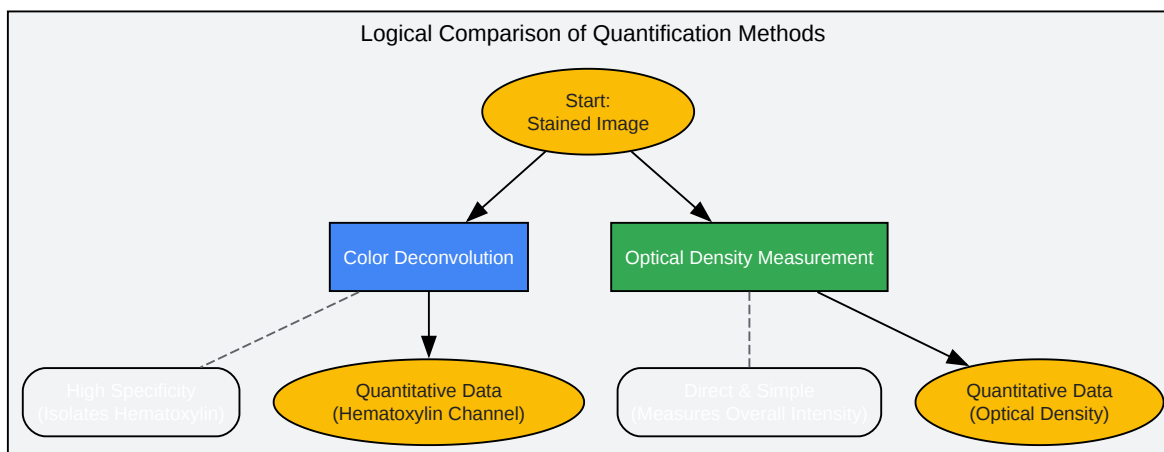 Logical Comparison of Quantification Methods
Start:
Stained Image
Color Deconvolution
Optical Density Measurement
High Specificity
(Isolates Hematoxylin)
Quantitative Data
(Hematoxylin Channel)
Direct & Simple
(Measures Overall Intensity)
Quantitative Data
(Optical Density)